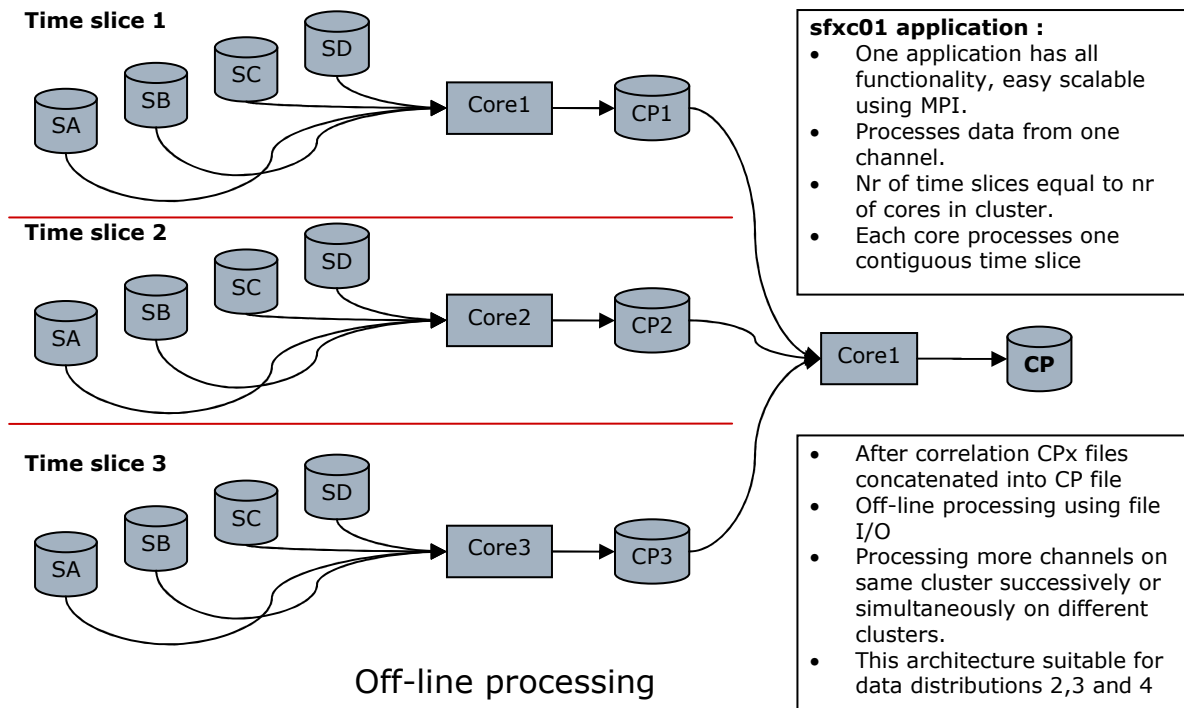 Time slice 1
SA
SB
SC
SD
Core1
CP1
Time slice 2
SA
SB
SC
SD
Core2
CP2
Time slice 3
SA
SB
SC
SD
Core3
CP3
Core1
CP
Off-line processing
sfxc01 application :
• One application has all
functionality, easy scalable
using MPI.
• Processes data from one
channel.
• Nr of time slices equal to nr
of cores in cluster.
• Each core processes one
contiguous time slice
• After correlation CPx files
concatenated into CP file
• Off-line processing using file
I/O
• Processing more channels on
same cluster successively or
simultaneously on different
clusters.
• This architecture suitable for
data distributions 2,3 and 4